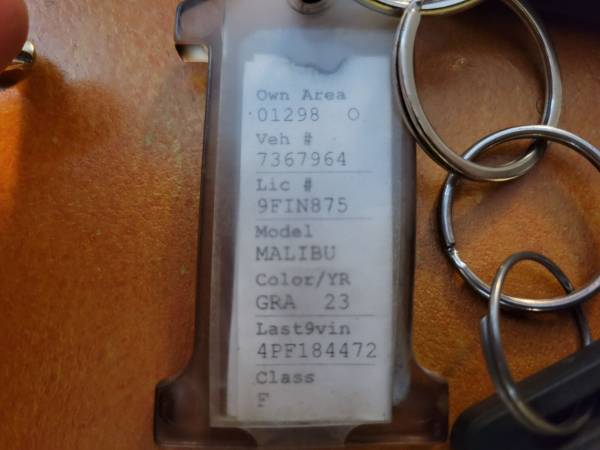 Own Area
01298 O
Veh #
7367964
Lic #
9FIN875
Model
MALIBU
Color/YR
GRA 23
Last9vin
4PF184472
Class
F